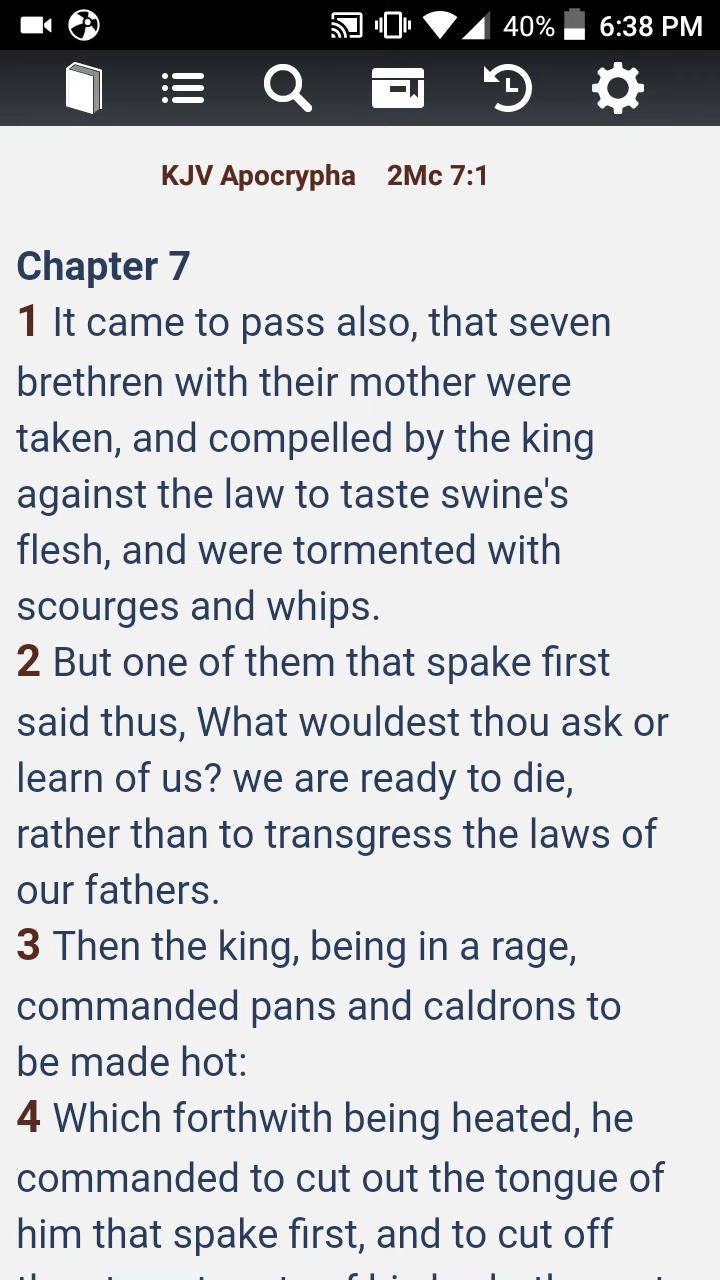 40% 6:38 PM
KJV Apocrypha 2Mc 7:1
Chapter 7
1 It came to pass also, that seven
brethren with their mother were
taken, and compelled by the king
against the law to taste swine's
flesh, and were tormented with
scourges and whips.
2 But one of them that spake first
said thus, What wouldest thou ask or
learn of us? we are ready to die,
rather than to transgress the laws of
our fathers.
3 Then the king, being in a rage,
commanded pans and caldrons to
be made hot:
4 Which forthwith being heated, he
commanded to cut out the tongue of
him that spake first, and to cut off